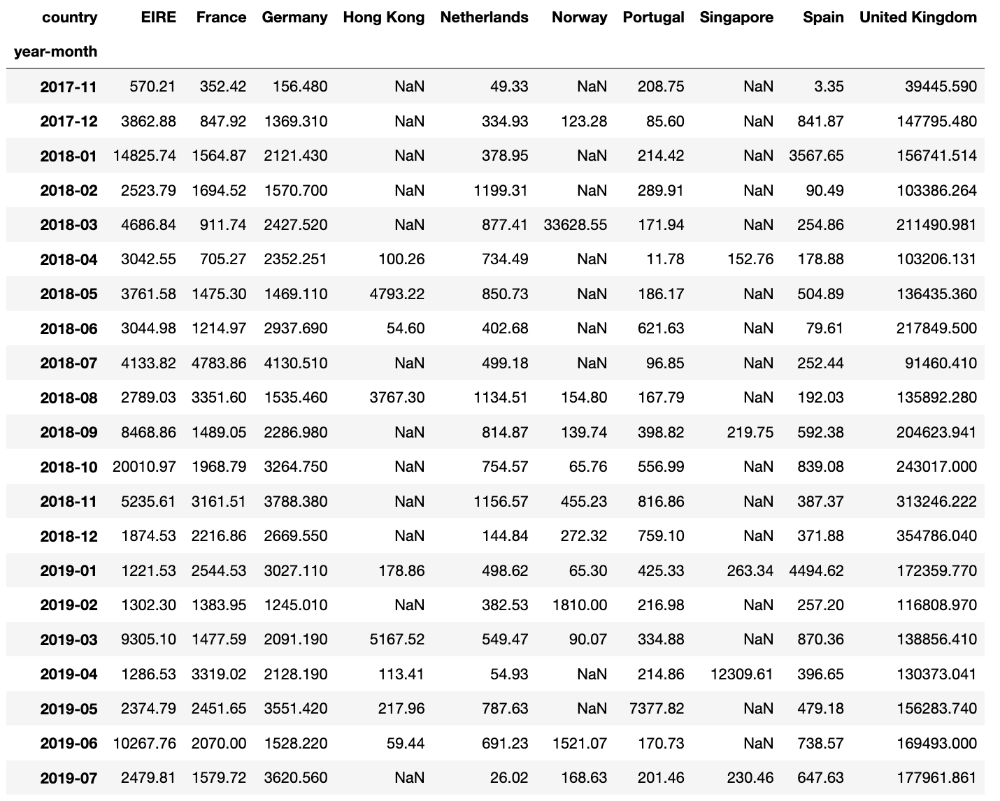 country EIRE France Germany Hong Kong Netherlands Norway Portugal Singapore Spain United Kingdom
year-month
2017-11 570.21 352.42 156.480 NaN 49.33 NaN 208.75 NaN 3.35 39445.590
2017-12 3862.88 847.92 1369.310 NaN 334.93 123.28 85.60 NaN 841.87 147795.480
2018-01 14825.74 1564.87 2121.430 NaN 378.95 NaN 214.42 NaN 3567.65 156741.514
2018-02 2523.79 1694.52 1570.700 NaN 1199.31 NaN 289.91 NaN 90.49 103386.264
2018-03 4686.84 911.74 2427.520 NaN 877.41 33628.55 171.94 NaN 254.86 211490.981
2018-04 3042.55 705.27 2352.251 100.26 734.49 NaN 11.78 152.76 178.88 103206.131
2018-05 3761.58 1475.30 1469.110 4793.22 850.73 NaN 186.17 NaN 504.89 136435.360
2018-06 3044.98 1214.97 2937.690 54.60 402.68 NaN 621.63 NaN 79.61 217849.500
2018-07 4133.82 4783.86 4130.510 NaN 499.18 NaN 96.85 NaN 252.44 91460.410
2018-08 2789.03 3351.60 1535.460 3767.30 1134.51 154.80 167.79 NaN 192.03 135892.280
2018-09 8468.86 1489.05 2286.980 NaN 814.87 139.74 398.82 219.75 592.38 204623.941
2018-10 20010.97 1968.79 3264.750 NaN 754.57 65.76 556.99 NaN 839.08 243017.000
2018-11 5235.61 3161.51 3788.380 NaN 1156.57 455.23 816.86 NaN 387.37 313246.222
2018-12 1874.53 2216.86 2669.550 NaN 144.84 272.32 759.10 NaN 371.88 354786.040
2019-01 1221.53 2544.53 3027.110 178.86 498.62 65.30 425.33 263.34 4494.62 172359.770
2019-02 1302.30 1383.95 1245.010 NaN 382.53 1810.00 216.98 NaN 257.20 116808.970
2019-03 9305.10 1477.59 2091.190 5167.52 549.47 90.07 334.88 NaN 870.36 138856.410
2019-04 1286.53 3319.02 2128.190 113.41 54.93 NaN 214.86 12309.61 396.65 130373.041
2019-05 2374.79 2451.65 3551.420 217.96 787.63 NaN 7377.82 NaN 479.18 156283.740
2019-06 10267.76 2070.00 1528.220 59.44 691.23 1521.07 170.73 NaN 738.57 169493.000
2019-07 2479.81 1579.72 3620.560 NaN 26.02 168.63 201.46 230.46 647.63 177961.861